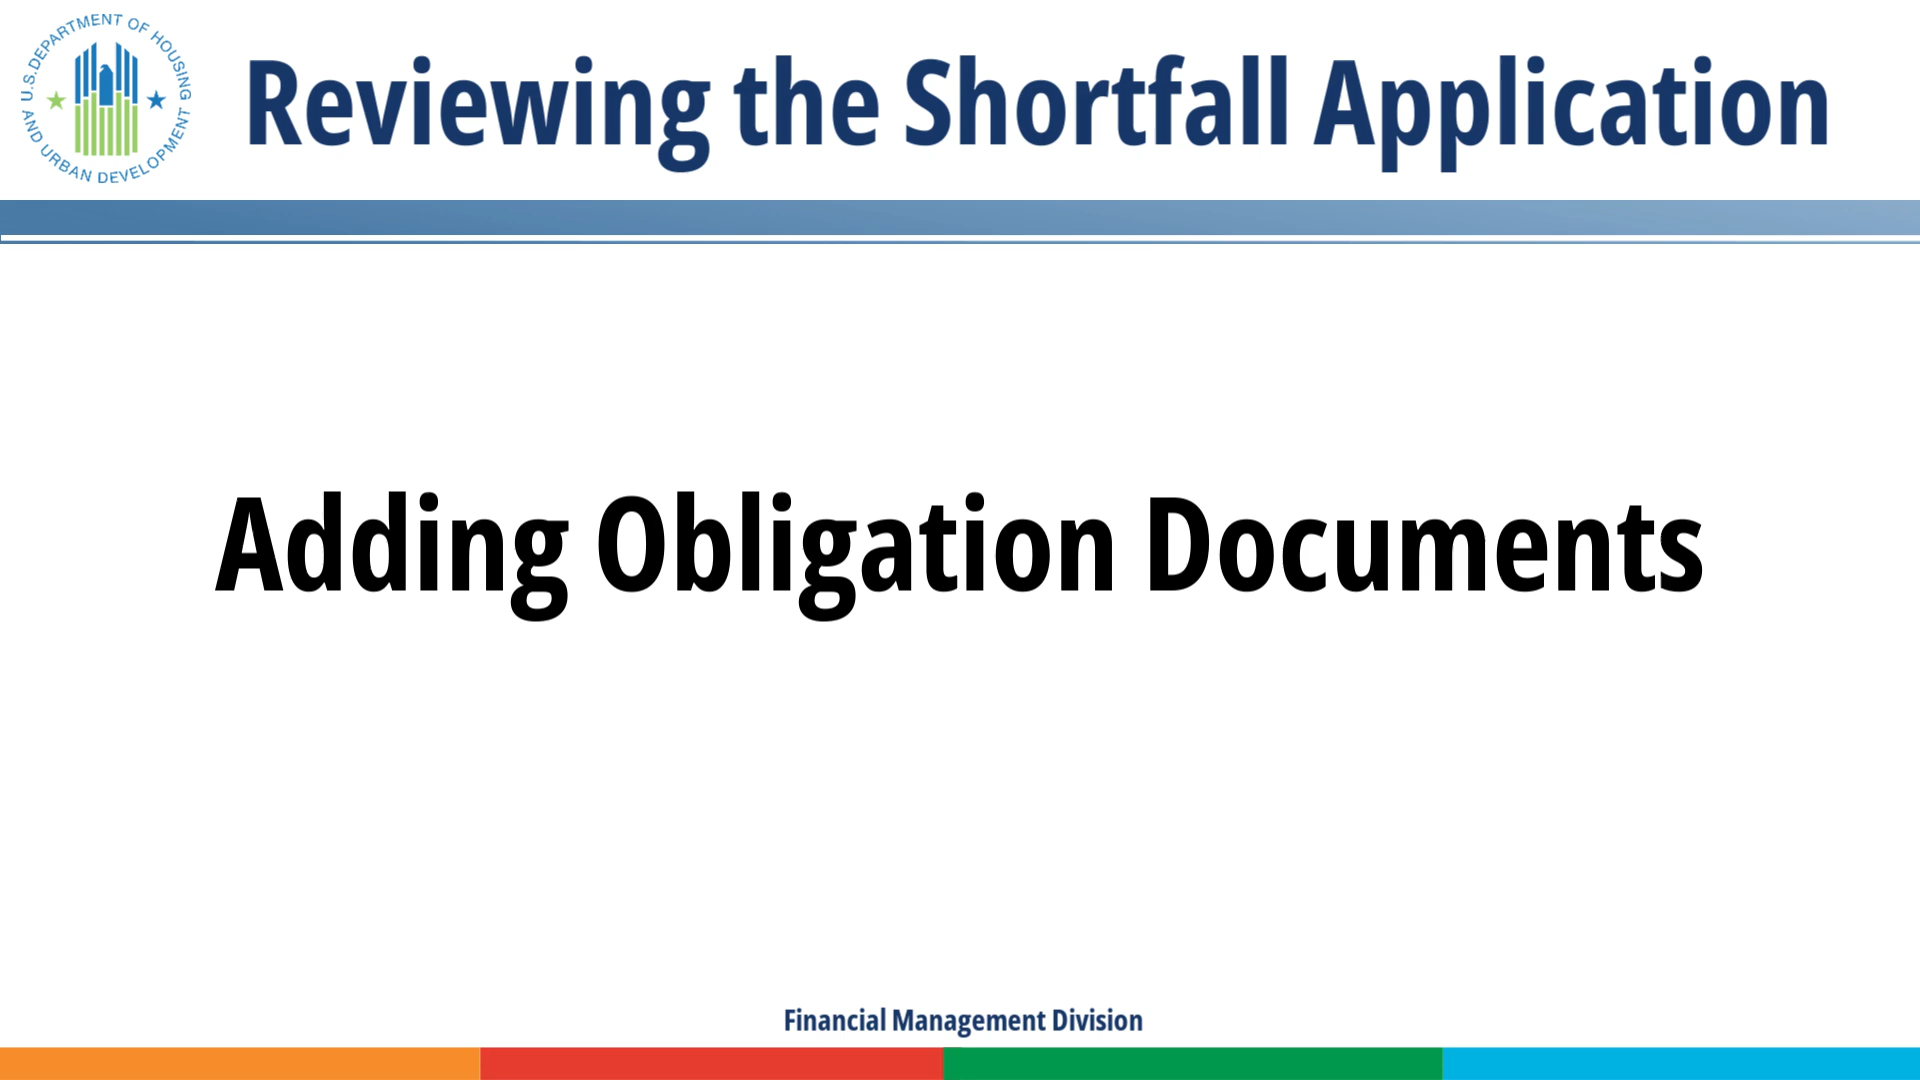 U.S. DEPARTMENT OF HOUSING
AND URBAN DEVELOPMENT
Reviewing the Shortfall Application
Adding Obligation Documents
Financial Management Division